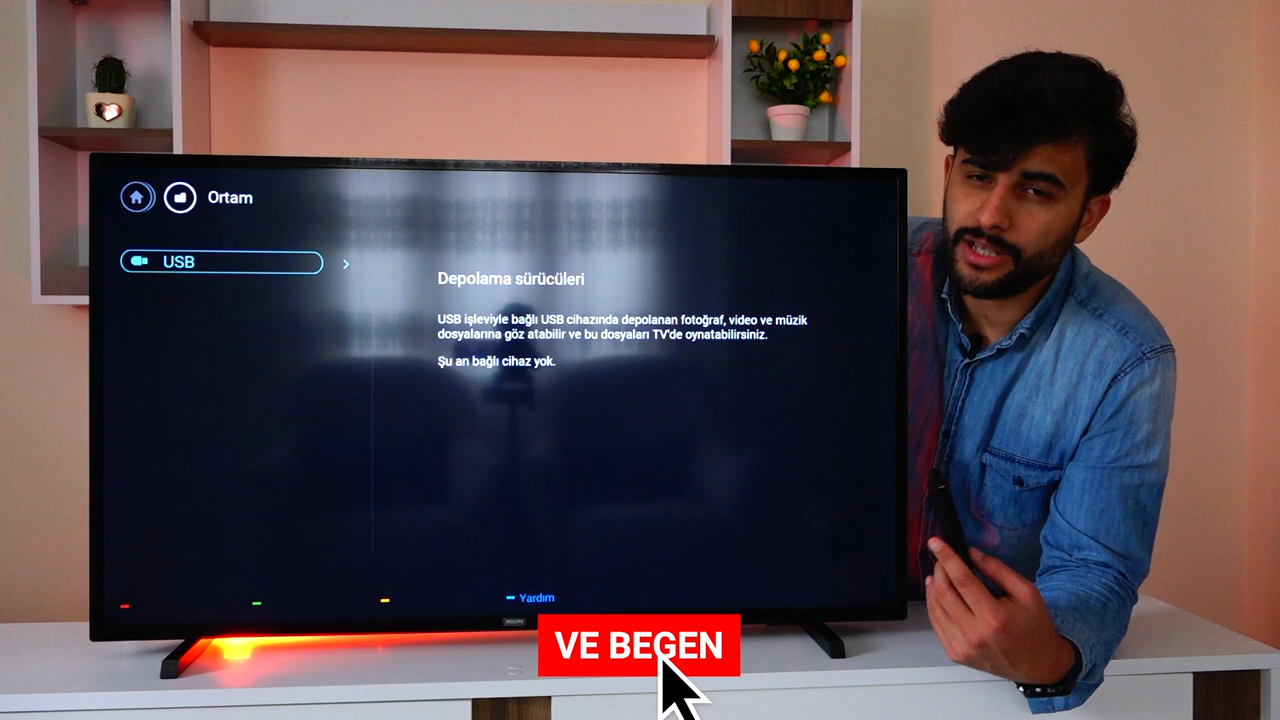 Ortam
USB
Depolama sürücüleri
USB işleviyle bağlı USB cihazında depolanan fotoğraf, video ve müzik
dosyalarına göz atabilir ve bu dosyaları TV'de oynatabilirsiniz.
Şu an bağlı cihaz yok.
Yardım
PHILIPS
VE BEGEN